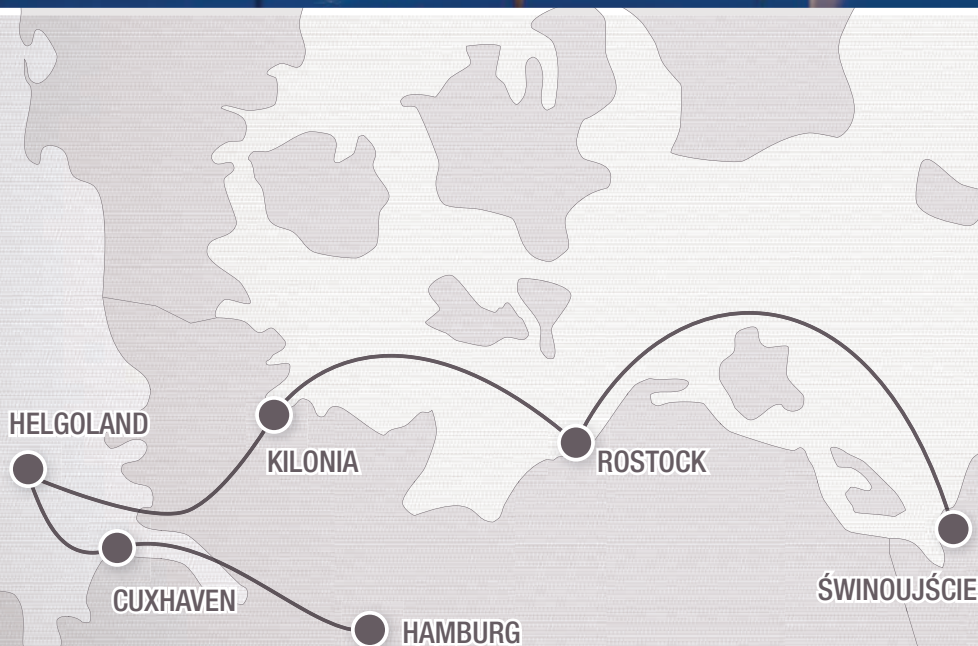 HELGOLAND
KILONIA
ROSTOCK
ŚWINOUJŚCIE
CUXHAVEN
HAMBURG